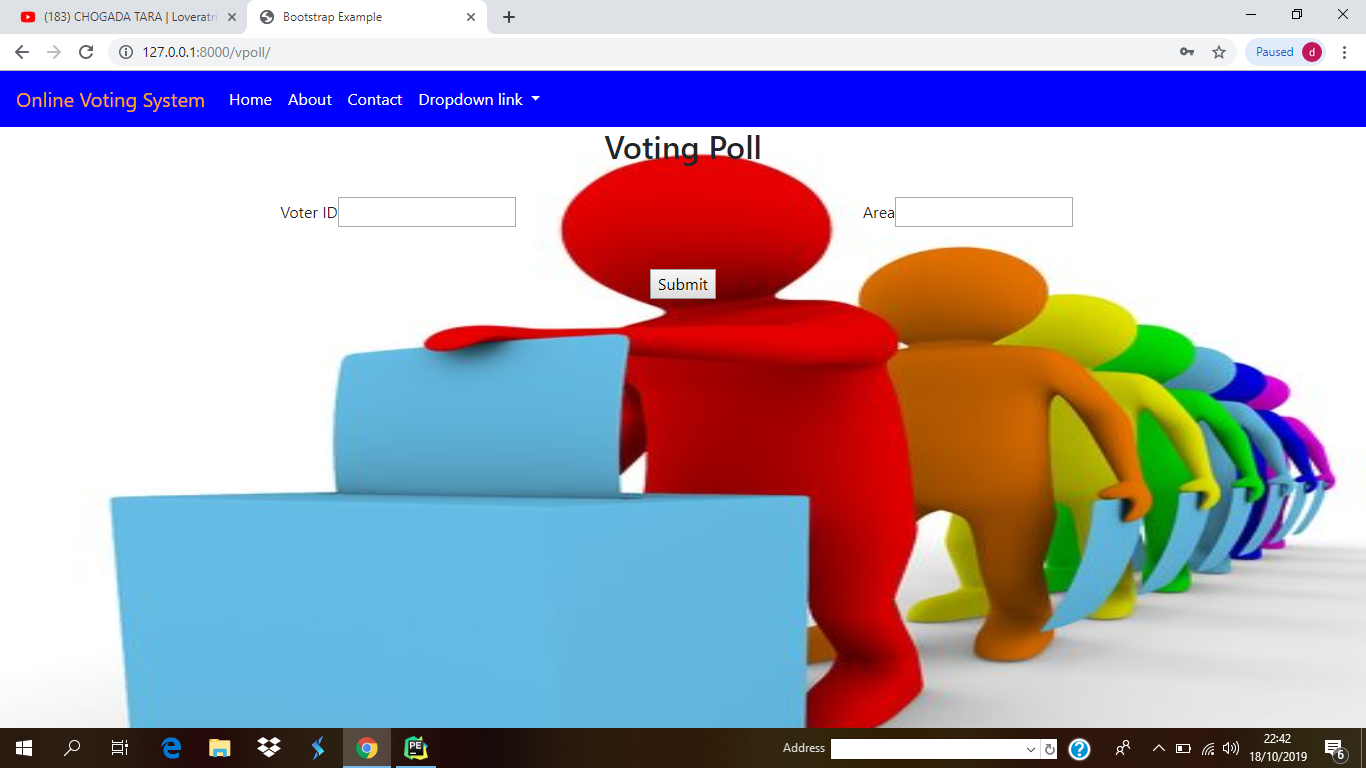 (183) CHOGADA TARA | Loveratri
Bootstrap Example
127.0.0.1:8000/vpoll/
Paused d
Online Voting System Home About Contact Dropdown link
Voting Poll
Voter ID Area
Submit
Address
22:42
18/10/2019
6